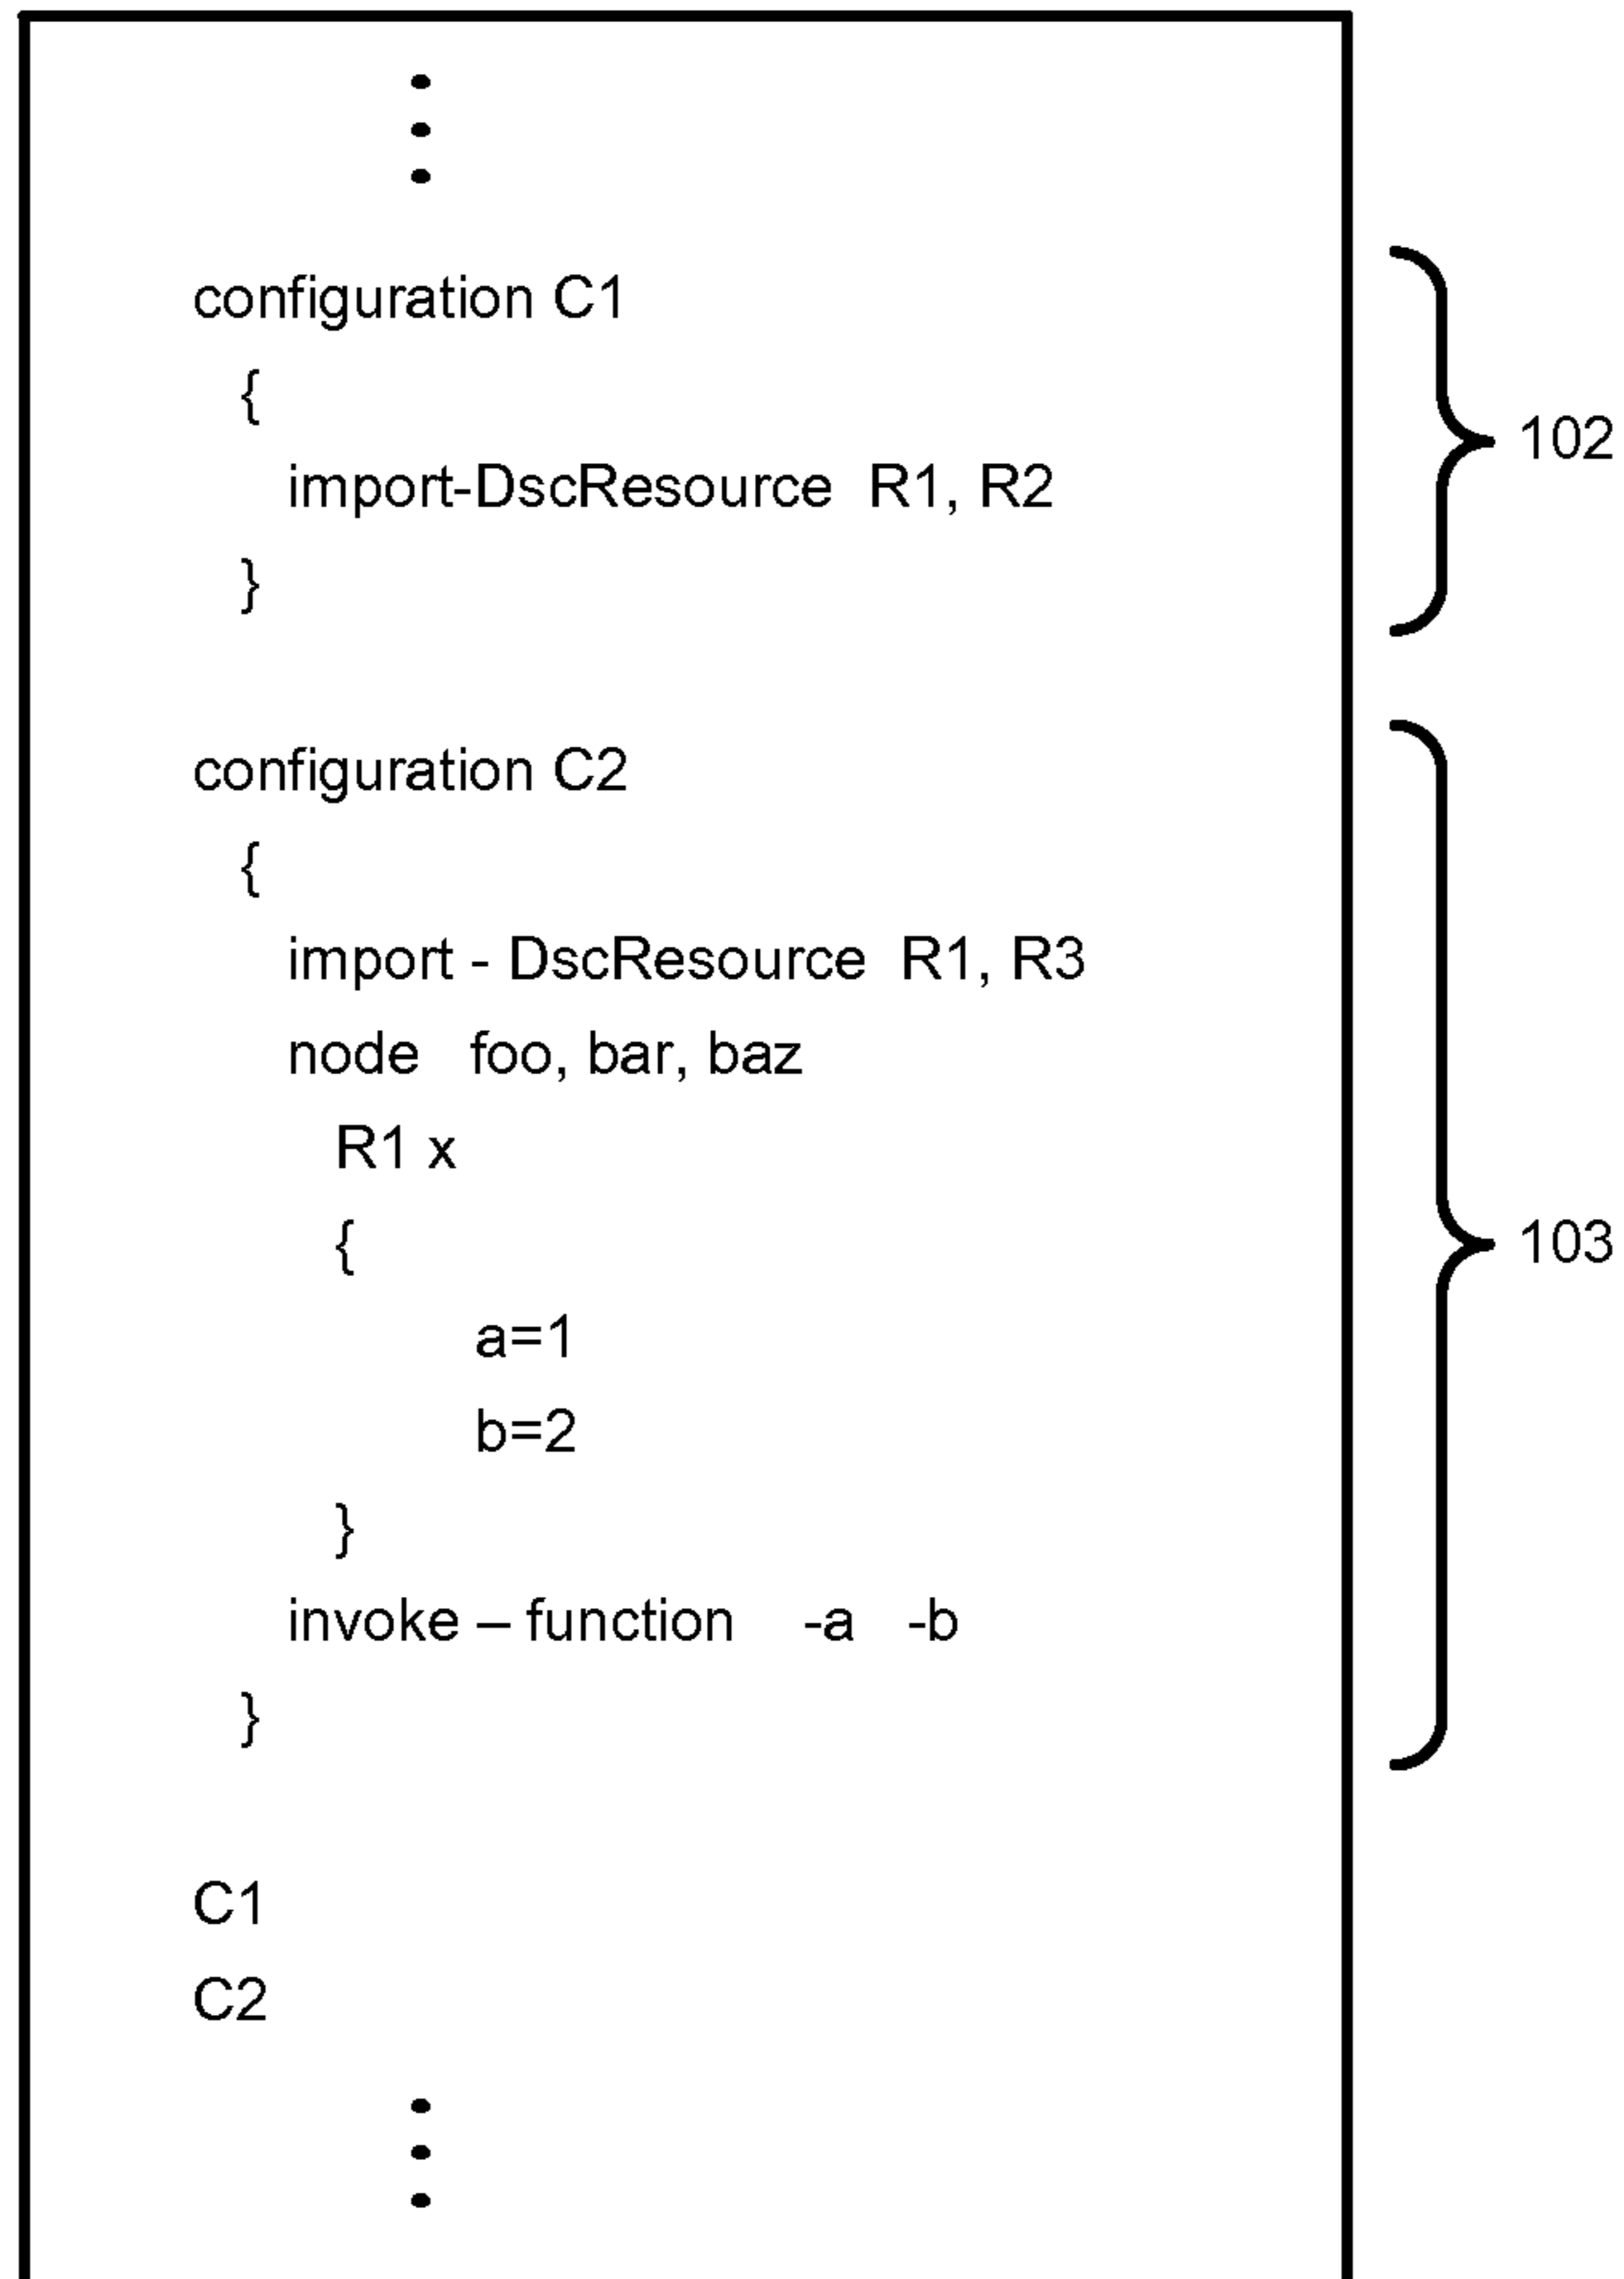 configuration C1
{
import-DscResource R1, R2
}
102
configuration C2
{
import - DscResource R1, R3
node foo, bar, baz
R1 x
{
a=1
b=2
}
invoke – function -a -b
}
103
C1
C2